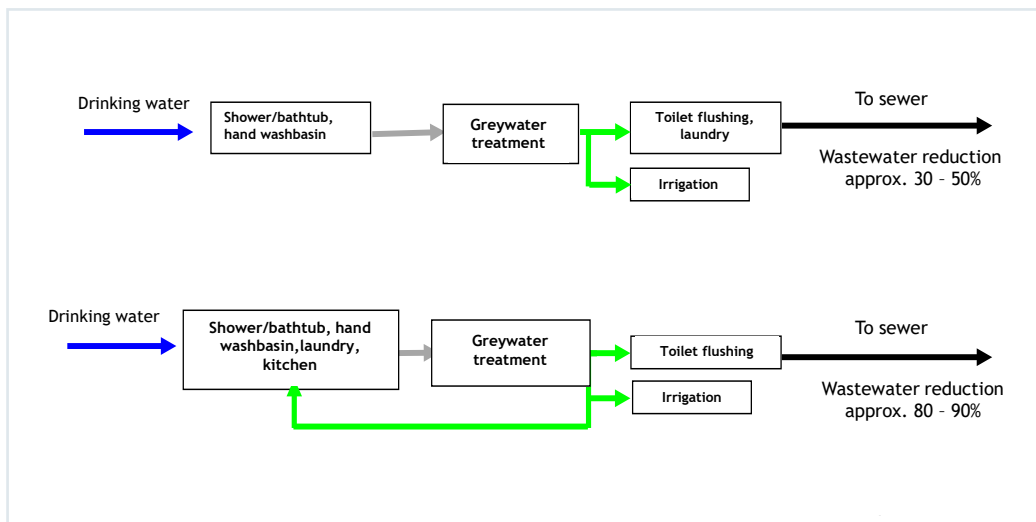 Drinking water
Shower/bathtub,
hand washbasin
Greywater
treatment
Toilet flushing,
laundry
Irrigation
To sewer
Wastewater reduction
approx. 30 – 50%
Drinking water
Shower/bathtub, hand
washbasin,laundry,
kitchen
Greywater
treatment
Toilet flushing
Irrigation
To sewer
Wastewater reduction
approx. 80 – 90%